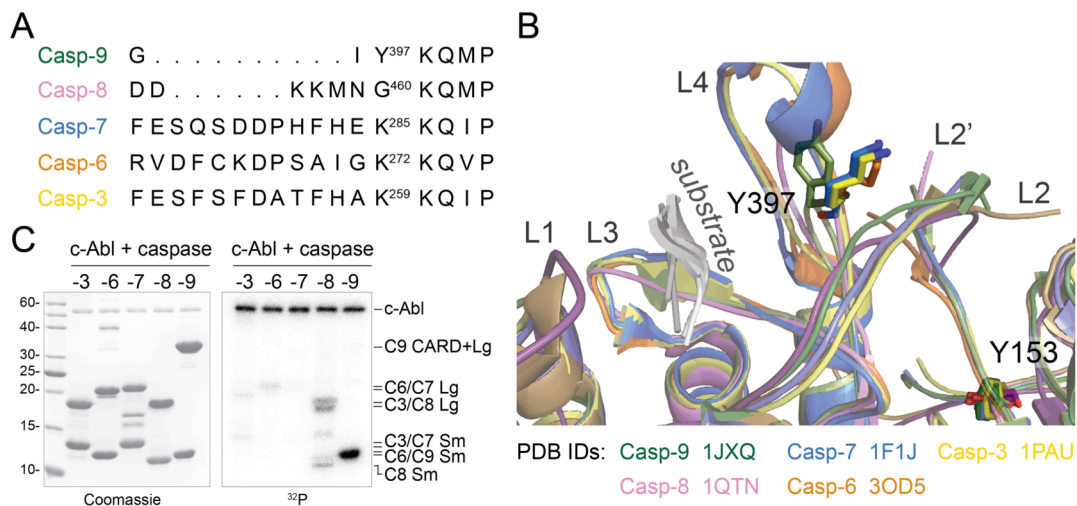 A
Casp-9 G . . . . . . . . . . I Y397 K Q M P
Casp-8 D D . . . . . . K K M N G460 K Q M P
Casp-7 F E S Q S D D P H F H E K285 K Q I P
Casp-6 R V D F C K D P S A I G K272 K Q V P
Casp-3 F E S F S F D A T F H A K259 K Q I P
B
L4
L2'
substrate
Y397
L2
L1
L3
Y153
PDB IDs: Casp-9 1JXQ Casp-7 1F1J Casp-3 1PAU
Casp-8 1QTN Casp-6 3OD5
C
c-Abl + caspase c-Abl + caspase
-3 -6 -7 -8 -9 -3 -6 -7 -8 -9
60-
40-
30-
25-
20-
15-
10-
c-Abl
C9 CARD+Lg
C6/C7 Lg
C3/C8 Lg
C3/C7 Sm
C6/C9 Sm
C8 Sm
Coomassie 32P